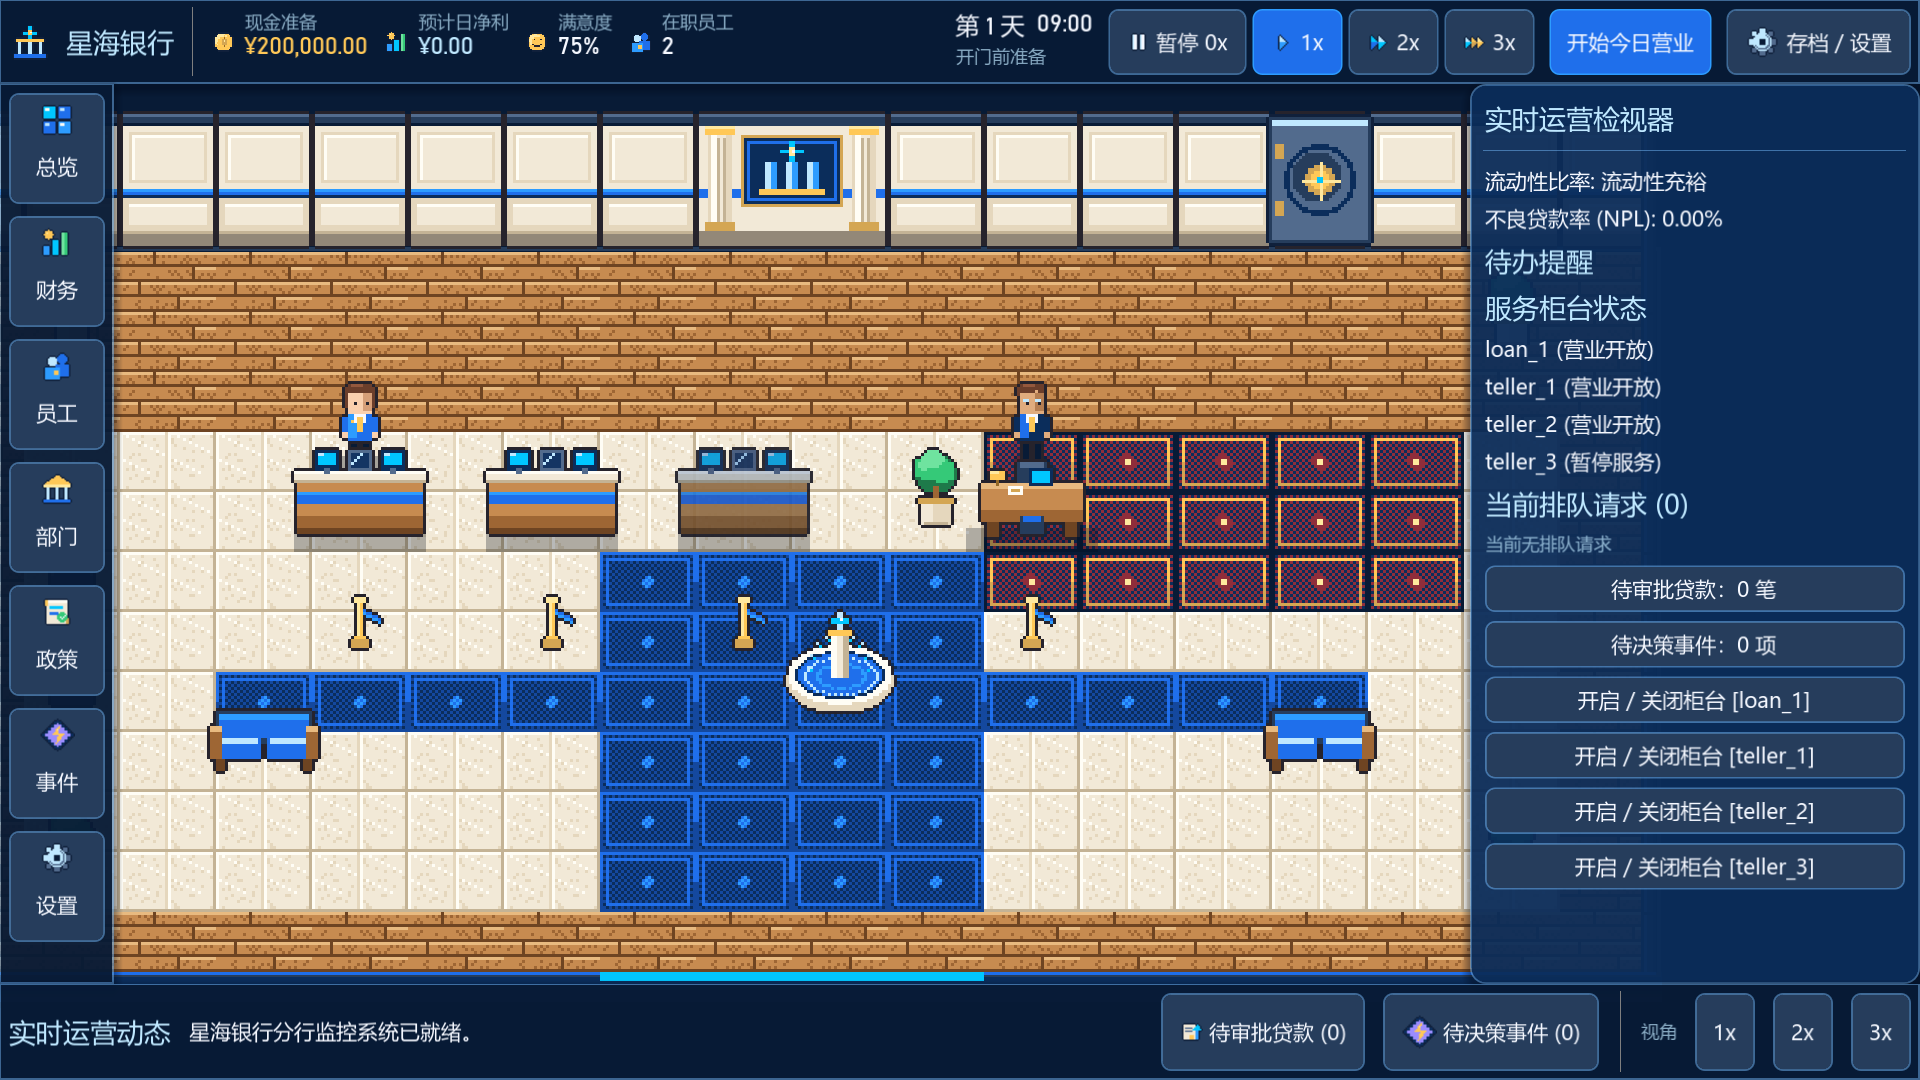 星海银行
现金准备
¥200,000.00
预计日净利
¥0.00
满意度
75%
在职员工
2
第 1 天 09:00
开门前准备
暂停 0x
1x
2x
3x
开始今日营业
存档 / 设置
总览
财务
员工
部门
政策
事件
设置
实时运营检视器
流动性比率: 流动性充裕
不良贷款率 (NPL): 0.00%
待办提醒
服务柜台状态
loan_1 (营业开放)
teller_1 (营业开放)
teller_2 (营业开放)
teller_3 (暂停服务)
当前排队请求 (0)
当前无排队请求
待审批贷款：0 笔
待决策事件：0 项
开启 / 关闭柜台 [loan_1]
开启 / 关闭柜台 [teller_1]
开启 / 关闭柜台 [teller_2]
开启 / 关闭柜台 [teller_3]
实时运营动态 星海银行分行监控系统已就绪。
待审批贷款 (0)
待决策事件 (0)
视角
1x
2x
3x